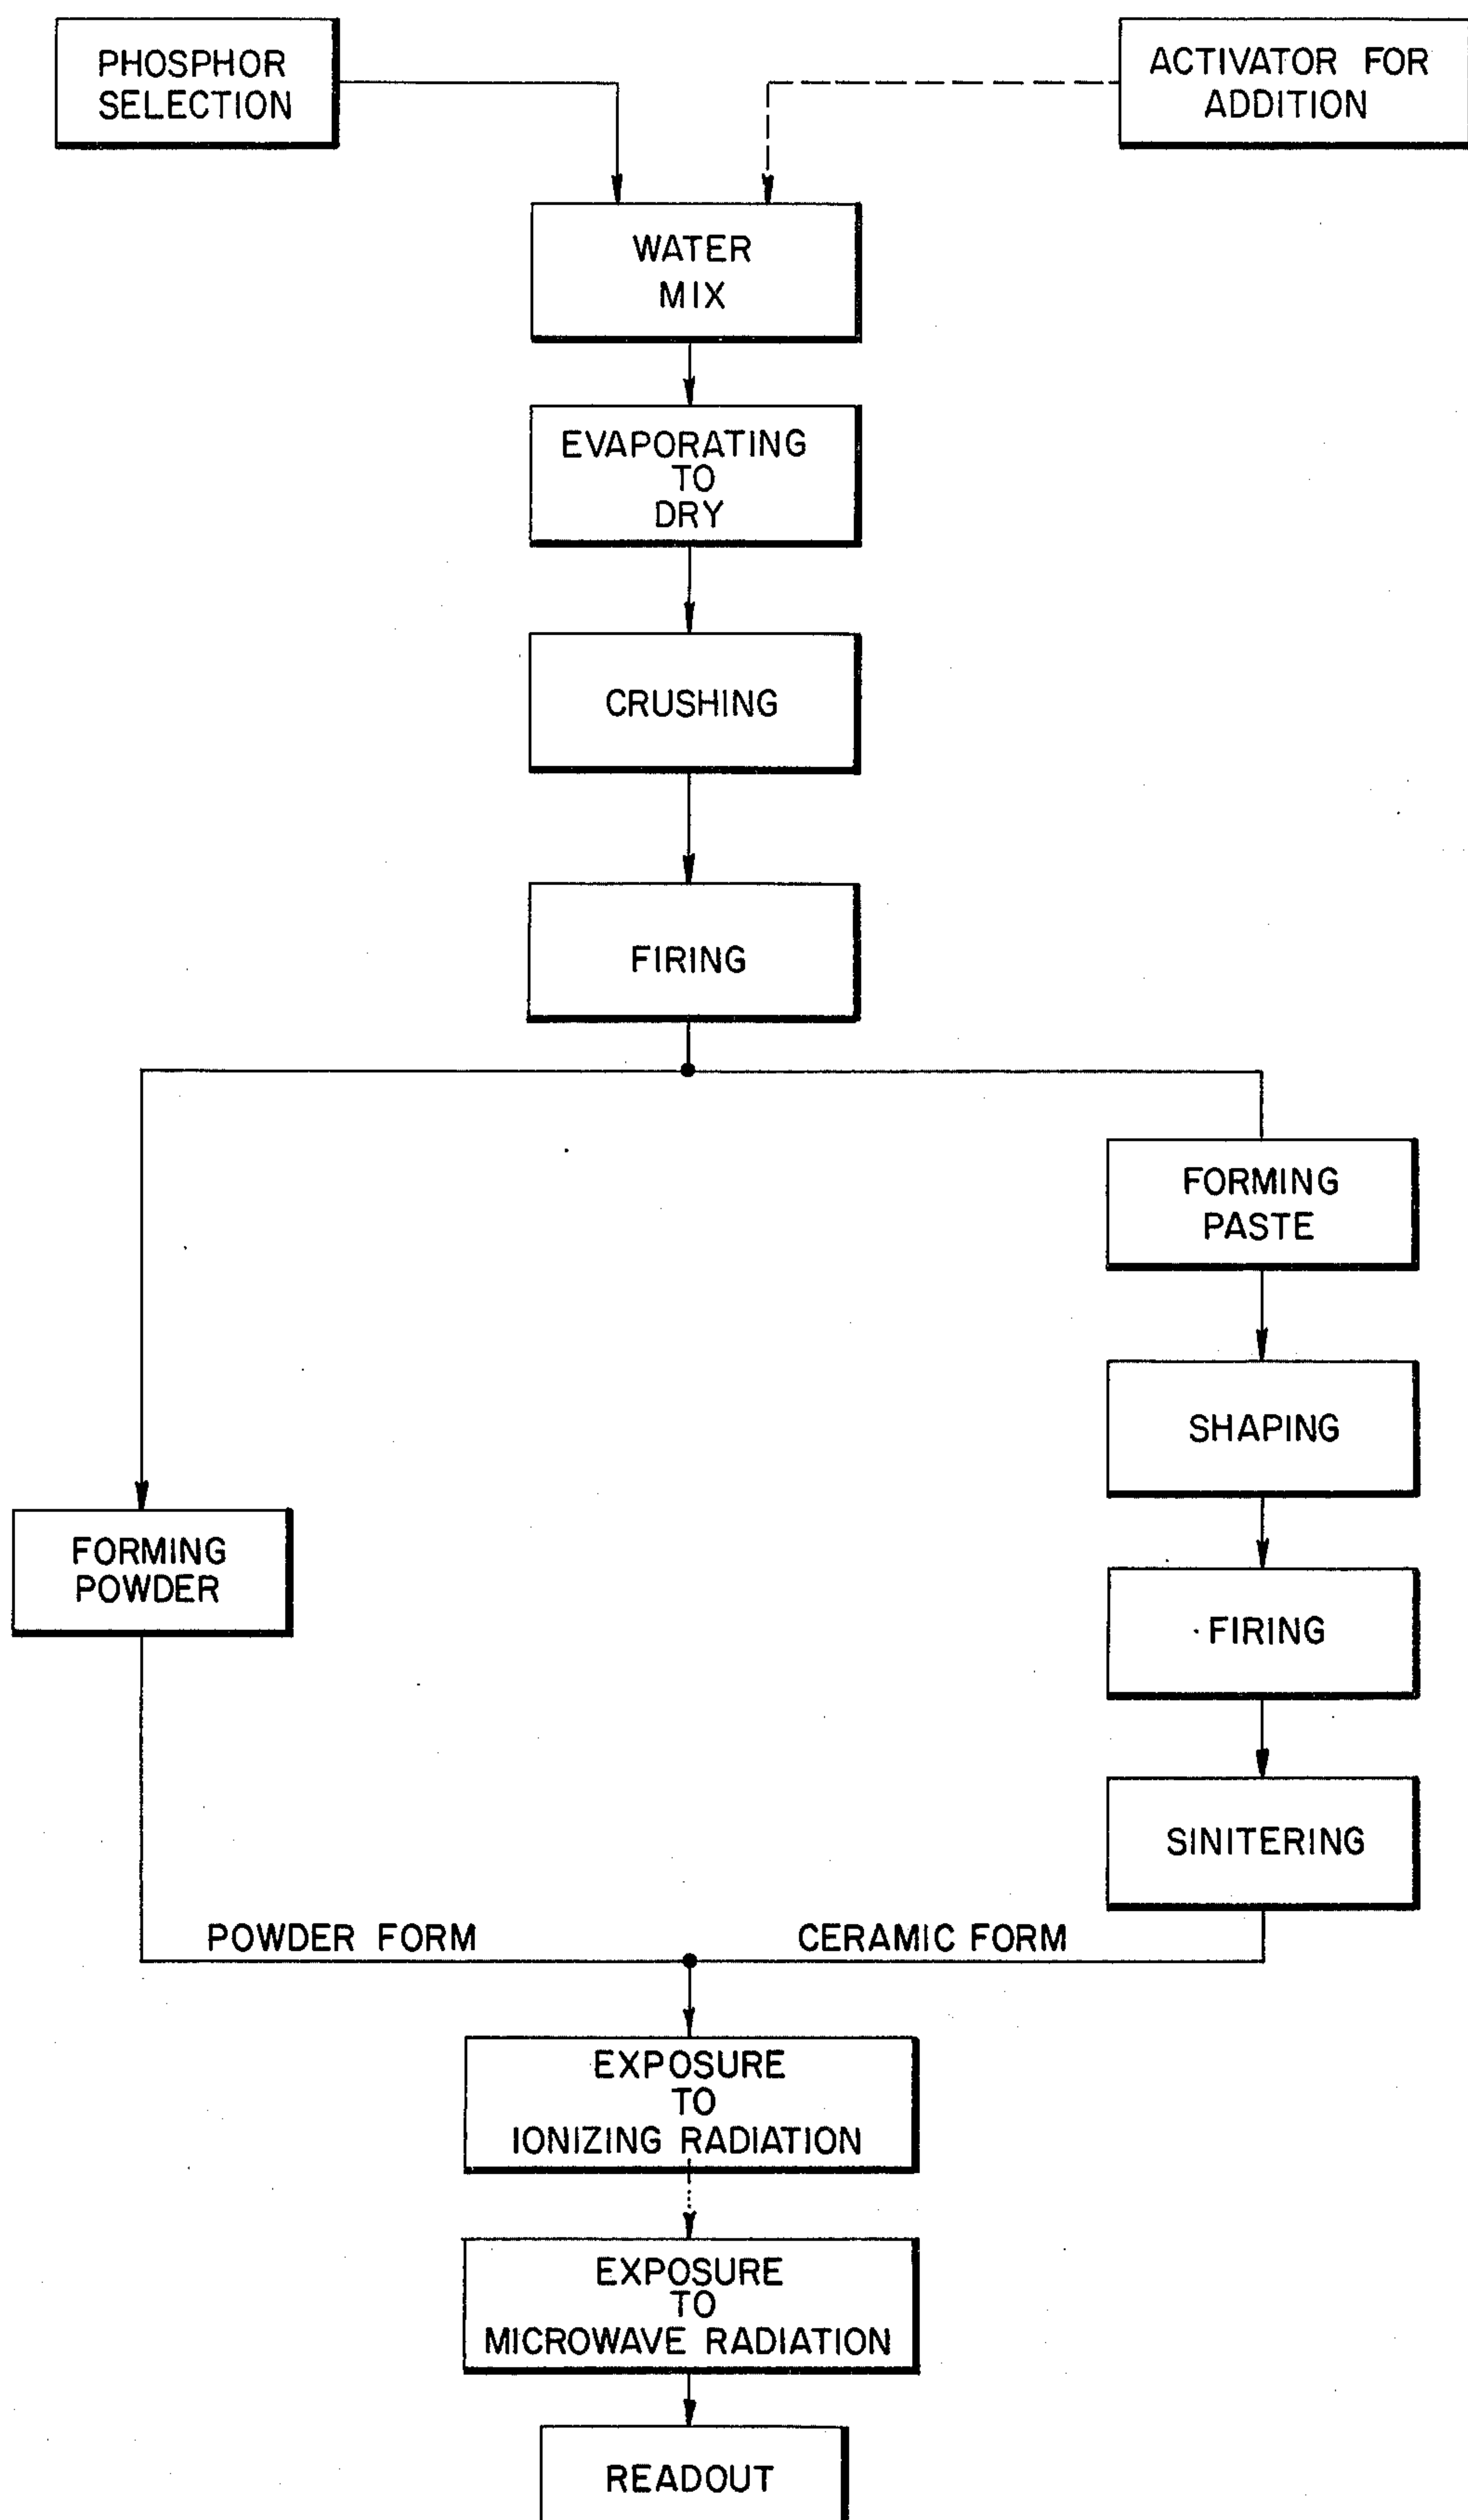 PHOSPHOR
SELECTION
ACTIVATOR FOR
ADDITION
WATER
MIX
EVAPORATING
TO
DRY
CRUSHING
FIRING
FORMING
PASTE
SHAPING
FORMING
POWDER
FIRING
SINITERING
POWDER FORM
CERAMIC FORM
EXPOSURE
TO
IONIZING RADIATION
EXPOSURE
TO
MICROWAVE RADIATION
READOUT